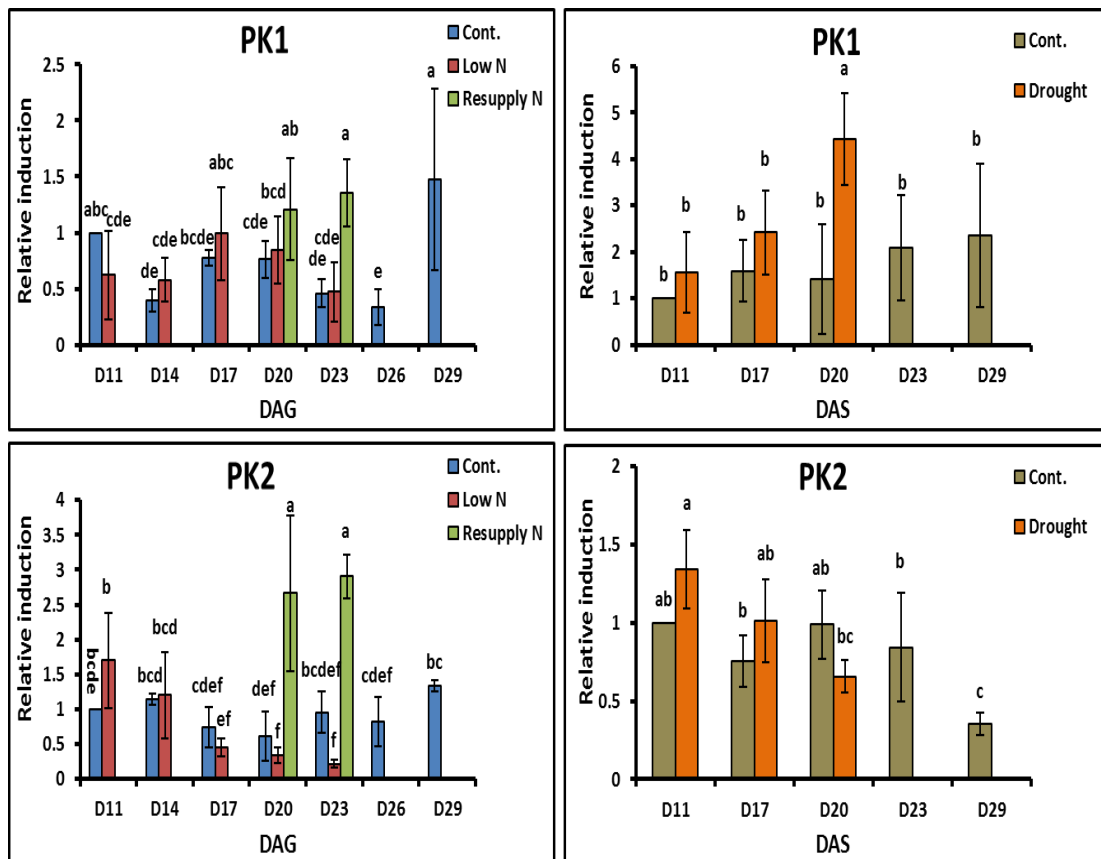 PK1
Cont.
Low N
Resupply N
Relative induction
2.5
2
1.5
1
0.5
0
abc
cde
de
cde
bcde
abc
cde
bcd
ab
de
cde
a
e
a
D11 D14 D17 D20 D23 D26 D29
DAG
PK1
Cont.
Drought
Relative induction
6
5
4
3
2
1
0
b
b
b
b
b
a
b
b
D11 D17 D20 D23 D29
DAS
PK2
Cont.
Low N
Resupply N
Relative induction
4
3.5
3
2.5
2
1.5
1
0.5
0
bcde
b
bcd
bcd
cdef
ef
def
f
a
bcdef
f
a
cdef
bc
D11 D14 D17 D20 D23 D26 D29
DAG
PK2
Cont.
Drought
Relative induction
2
1.5
1
0.5
0
ab
a
b
ab
ab
bc
b
c
D11 D17 D20 D23 D29
DAS